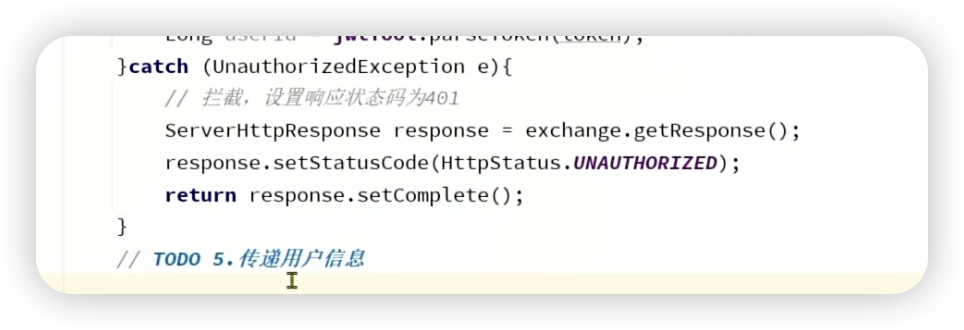 Long userId = jwtTool.parseToken(token);
}catch (UnauthorizedException e){
// 拦截，设置响应状态码为401
ServerHttpResponse response = exchange.getResponse();
response.setStatusCode(HttpStatus.UNAUTHORIZED);
return response.setComplete();
}
// TODO 5.传递用户信息